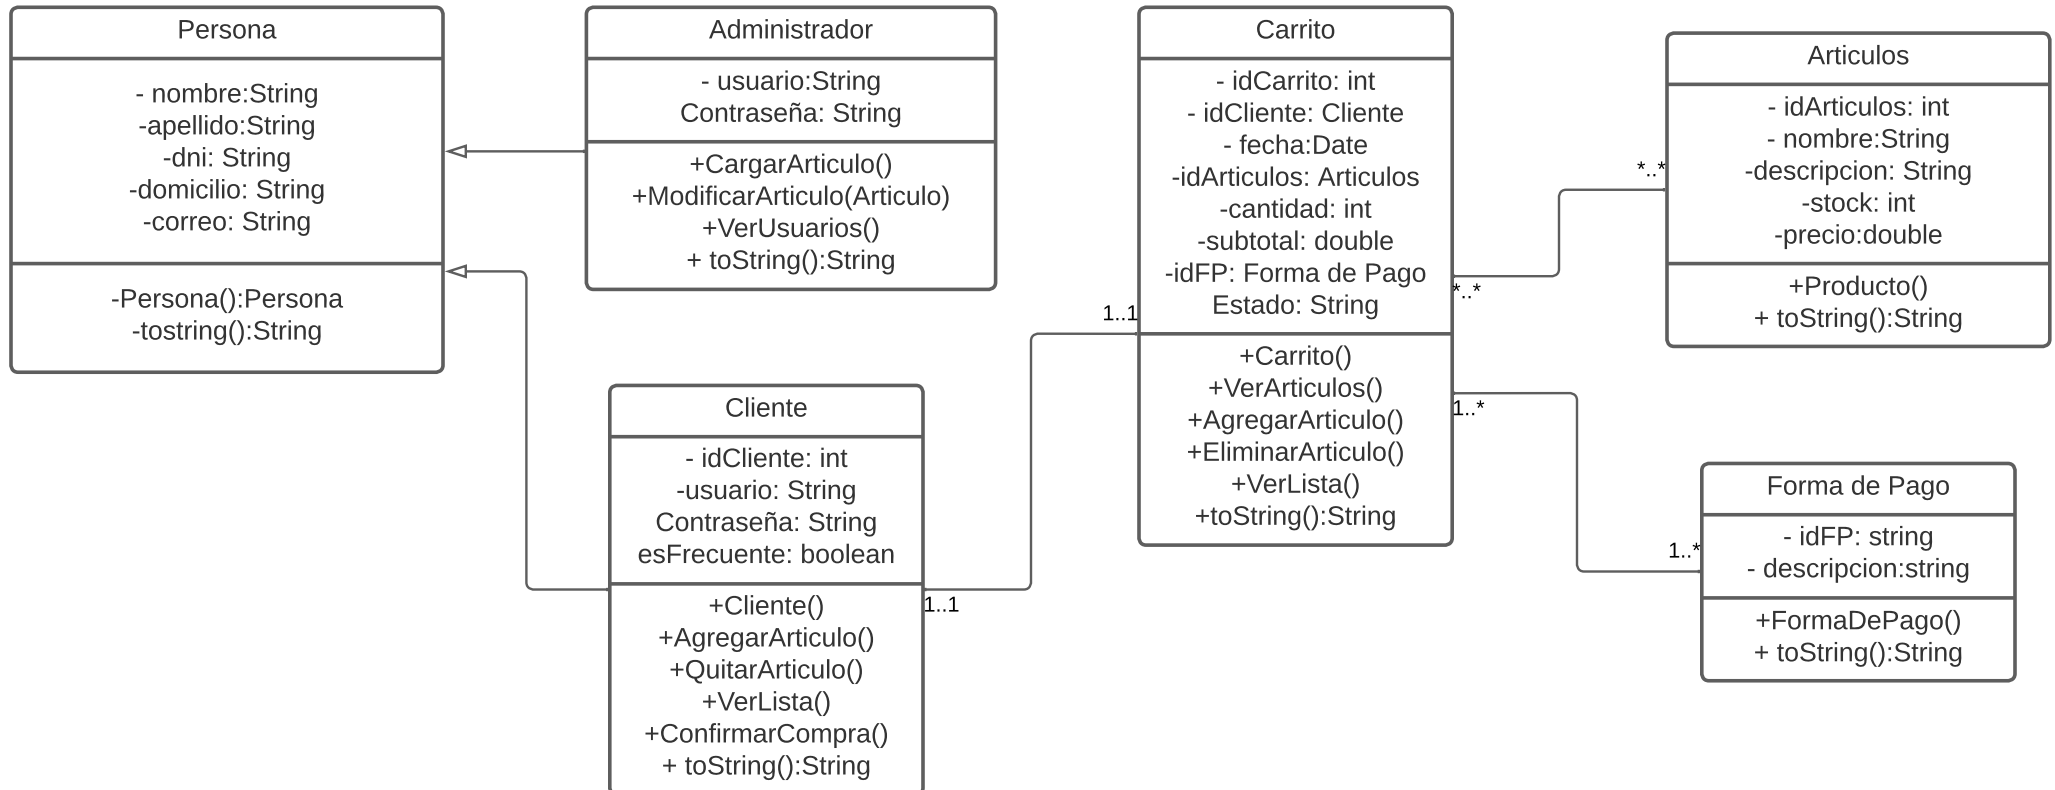 Persona
- nombre:String
-apellido:String
-dni: String
-domicilio: String
-correo: String
-Persona():Persona
-tostring():String
Administrador
- usuario:String
Contraseña: String
+CargarArticulo()
+ModificarArticulo(Articulo)
+VerUsuarios()
+ toString():String
Cliente
- idCliente: int
-usuario: String
Contraseña: String
esFrecuente: boolean
+Cliente()
+AgregarArticulo()
+QuitarArticulo()
+VerLista()
+ConfirmarCompra()
+ toString():String
1..1
1..1
Carrito
- idCarrito: int
- idCliente: Cliente
- fecha:Date
-idArticulos: Articulos
-cantidad: int
-subtotal: double
-idFP: Forma de Pago
Estado: String
+Carrito()
+VerArticulos()
+AgregarArticulo()
+EliminarArticulo()
+VerLista()
+toString():String
*..*
*..*
1..*
1..*
Articulos
- idArticulos: int
- nombre:String
-descripcion: String
-stock: int
-precio:double
+Producto()
+ toString():String
Forma de Pago
- idFP: string
- descripcion:string
+FormaDePago()
+ toString():String